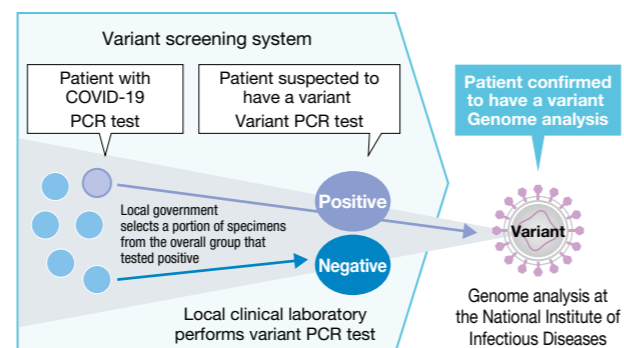 Variant screening system
Patient with
COVID-19
PCR test
Patient suspected to
have a variant
Variant PCR test
Patient confirmed
to have a variant
Genome analysis
Local government
selects a portion of specimens
from the overall group that
tested positive
Positive
Negative
Variant
Local clinical laboratory
performs variant PCR test
Genome analysis at
the National Institute of
Infectious Diseases